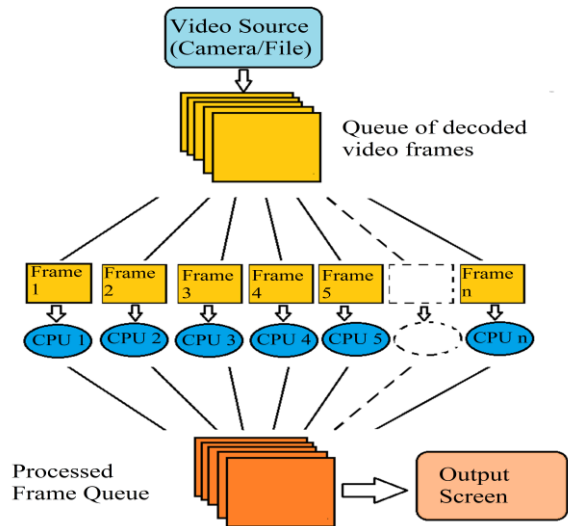 Video Source
(Camera/File)
Queue of decoded
video frames
Frame
1
Frame
2
Frame
3
Frame
4
Frame
5
Frame
n
CPU 1
CPU 2
CPU 3
CPU 4
CPU 5
CPU n
Processed
Frame Queue
Output
Screen